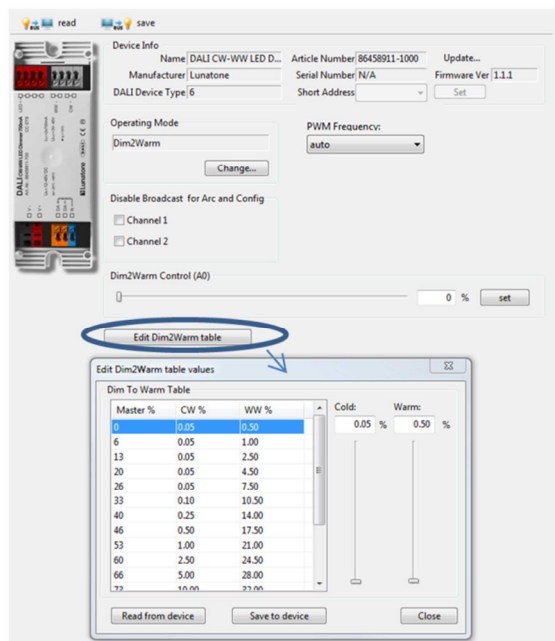 read save
Device Info
Name DALI CW-WW LED D... Article Number 86458911-1000 Update...
Manufacturer Lunatone Serial Number N/A Firmware Ver 1.1.1
DALI Device Type 6 Short Address Set
Operating Mode PWM Frequency:
Dim2Warm auto
Change...
Disable Broadcast for Arc and Config
Channel 1
Channel 2
Dim2Warm Control (A0)
0 % set
Edit Dim2Warm table
Edit Dim2Warm table values
Dim To Warm Table
Master % CW % WW % Cold: Warm:
0 0.05 0.50 0.05 % 0.50 %
6 0.05 1.00
13 0.05 2.50
20 0.05 4.50
26 0.05 7.50
33 0.10 10.50
40 0.25 14.00
46 0.50 17.50
53 1.00 21.00
60 2.50 24.50
66 5.00 28.00
73 10.00 32.00
Read from device Save to device Close
Lunatone